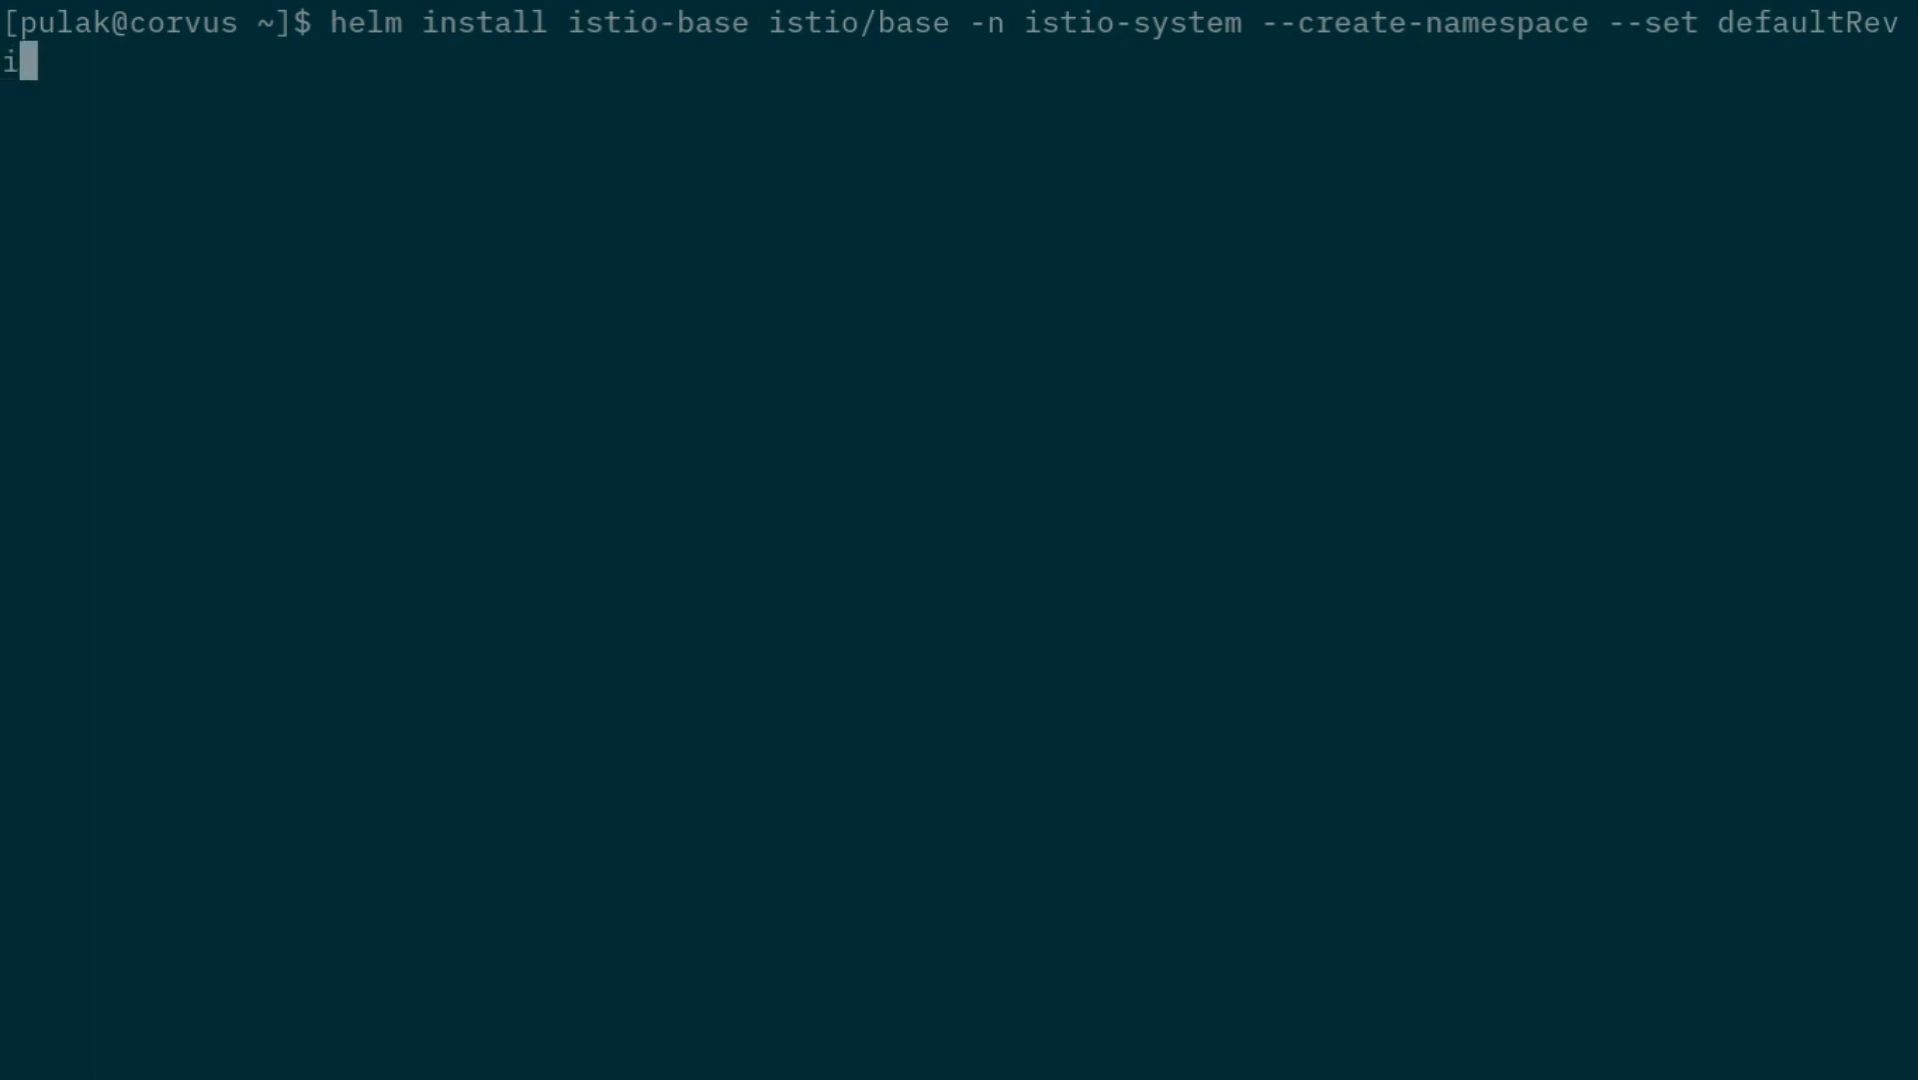 [pulak@corvus ~]$ helm install istio-base istio/base -n istio-system --create-namespace --set defaultRev
i